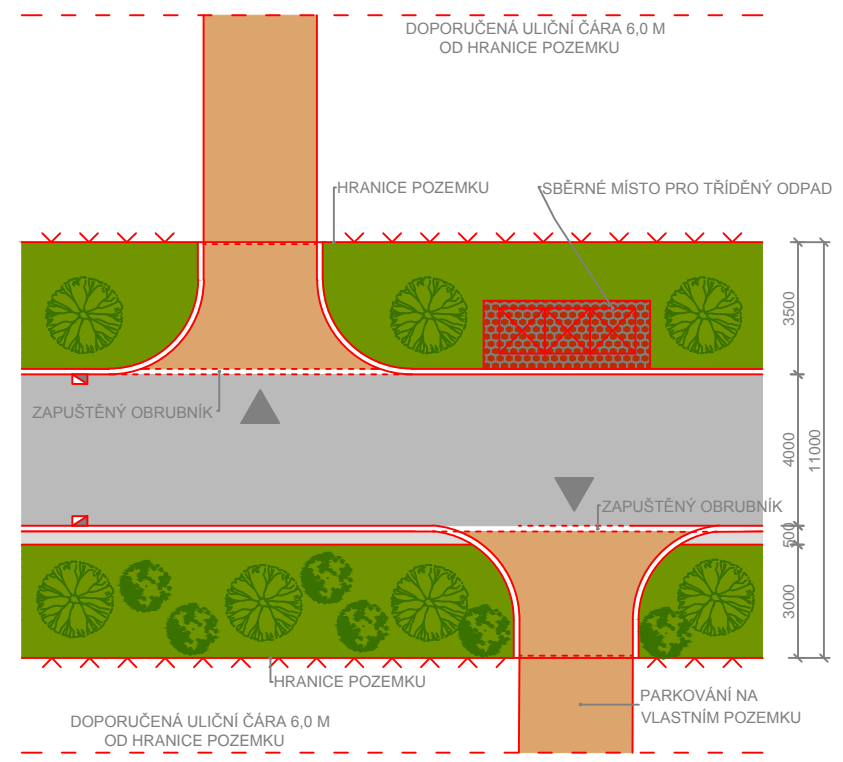 DOPORUČENÁ ULIČNÍ ČÁRA 6,0 M
OD HRANICE POZEMKU
HRANICE POZEMKU
SBĚRNÉ MÍSTO PRO TŘÍDĚNÝ ODPAD
3500
ZAPUŠTĚNÝ OBRUBNÍK
4000
11000
ZAPUŠTĚNÝ OBRUBNÍK
500
3000
HRANICE POZEMKU
PARKOVÁNÍ NA
VLASTNÍM POZEMKU
DOPORUČENÁ ULIČNÍ ČÁRA 6,0 M
OD HRANICE POZEMKU